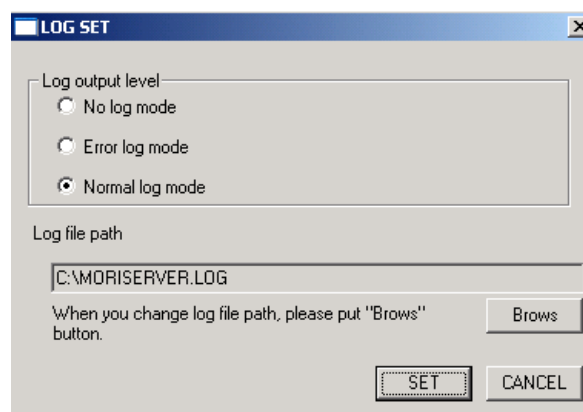 LOG SET
Log output level
No log mode
Error log mode
Normal log mode
Log file path
C:\MORISERVER.LOG
When you change log file path, please put "Brows"
button.
Brows
SET
CANCEL